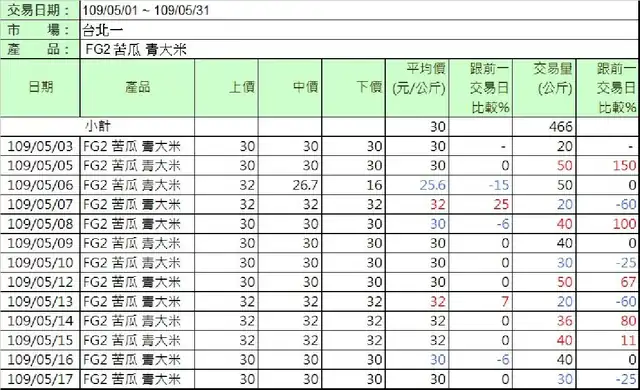 交易日期： 109/05/01 ~ 109/05/31
市　　場： 台北一
產　　品： FG2 苦瓜 青大米
日期 產品 上價 中價 下價 平均價(元/公斤) 跟前一交易日比較% 交易量(公斤) 跟前一交易日比較%
小計 30 466
109/05/03 FG2 苦瓜 青大米 30 30 30 30 - 20 -
109/05/05 FG2 苦瓜 青大米 30 30 30 30 0 50 150
109/05/06 FG2 苦瓜 青大米 32 26.7 16 25.6 -15 50 0
109/05/07 FG2 苦瓜 青大米 32 32 32 32 25 20 -60
109/05/08 FG2 苦瓜 青大米 30 30 30 30 -6 40 100
109/05/09 FG2 苦瓜 青大米 30 30 30 30 0 40 0
109/05/10 FG2 苦瓜 青大米 30 30 30 30 0 30 -25
109/05/12 FG2 苦瓜 青大米 30 30 30 30 0 50 67
109/05/13 FG2 苦瓜 青大米 32 32 32 32 7 20 -60
109/05/14 FG2 苦瓜 青大米 32 32 32 32 0 36 80
109/05/15 FG2 苦瓜 青大米 32 32 32 32 0 40 11
109/05/16 FG2 苦瓜 青大米 30 30 30 30 -6 40 0
109/05/17 FG2 苦瓜 青大米 30 30 30 30 0 30 -25